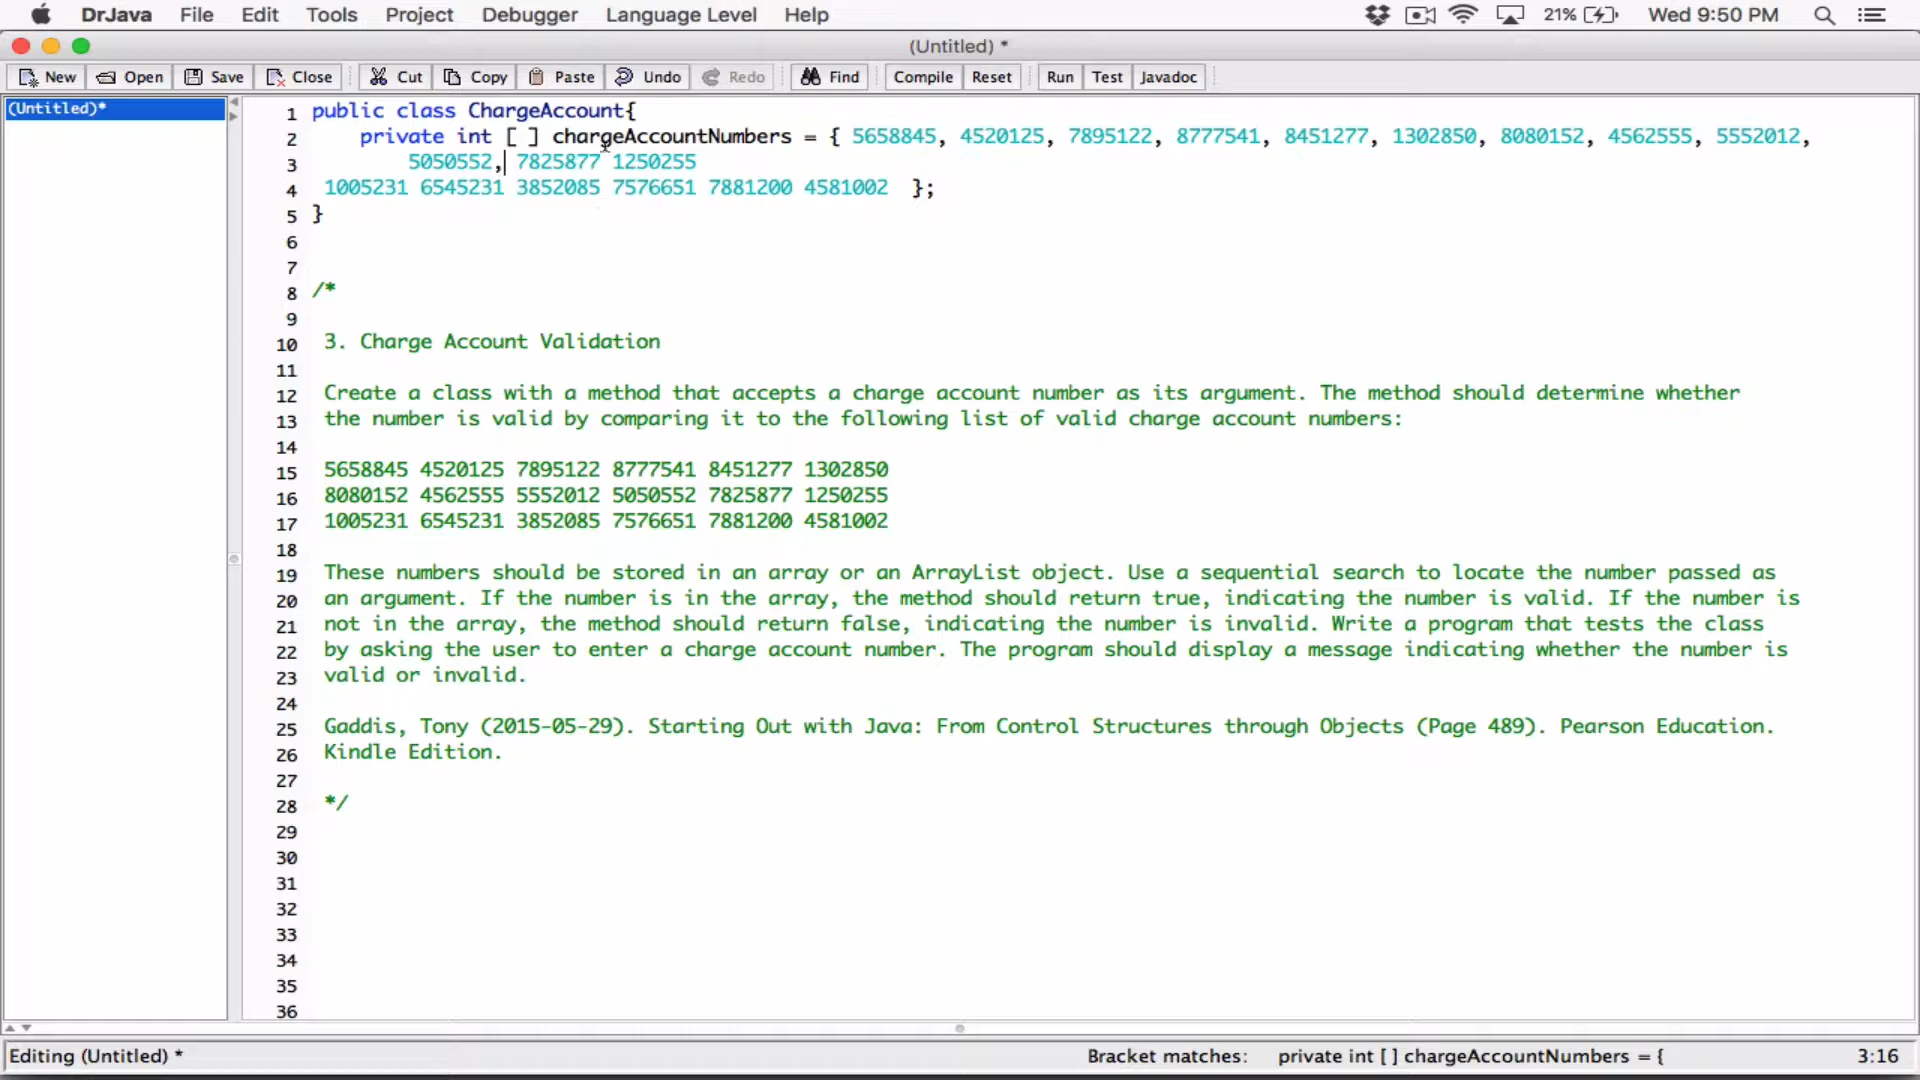 DrJava File Edit Tools Project Debugger Language Level Help 21% Wed 9:50 PM
(Untitled) *
New Open Save Close Cut Copy Paste Undo Redo Find Compile Reset Run Test Javadoc
(Untitled)*
1 public class ChargeAccount{
2 private int [ ] chargeAccountNumbers = { 5658845, 4520125, 7895122, 8777541, 8451277, 1302850, 8080152, 4562555, 5552012,
3 5050552, 7825877 1250255
4 1005231 6545231 3852085 7576651 7881200 4581002 };
5 }
6
7
8 /*
9
10 3. Charge Account Validation
11
12 Create a class with a method that accepts a charge account number as its argument. The method should determine whether
13 the number is valid by comparing it to the following list of valid charge account numbers:
14
15 5658845 4520125 7895122 8777541 8451277 1302850
16 8080152 4562555 5552012 5050552 7825877 1250255
17 1005231 6545231 3852085 7576651 7881200 4581002
18
19 These numbers should be stored in an array or an ArrayList object. Use a sequential search to locate the number passed as
20 an argument. If the number is in the array, the method should return true, indicating the number is valid. If the number is
21 not in the array, the method should return false, indicating the number is invalid. Write a program that tests the class
22 by asking the user to enter a charge account number. The program should display a message indicating whether the number is
23 valid or invalid.
24
25 Gaddis, Tony (2015-05-29). Starting Out with Java: From Control Structures through Objects (Page 489). Pearson Education.
26 Kindle Edition.
27
28 */
29
30
31
32
33
34
35
36
Editing (Untitled) * Bracket matches: private int [ ] chargeAccountNumbers = { 3:16